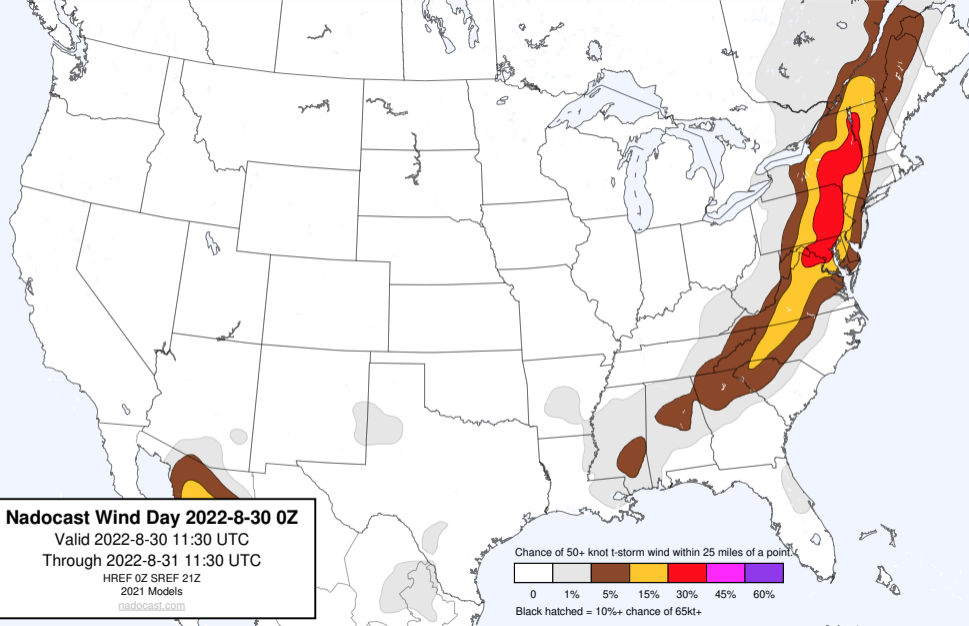 Nadocast Wind Day 2022-8-30 0Z
Valid 2022-8-30 11:30 UTC
Through 2022-8-31 11:30 UTC
HREF 0Z SREF 21Z
2021 Models
nadocast.com
Chance of 50+ knot t-storm wind within 25 miles of a point.
0 1% 5% 15% 30% 45% 60%
Black hatched = 10%+ chance of 65kt+